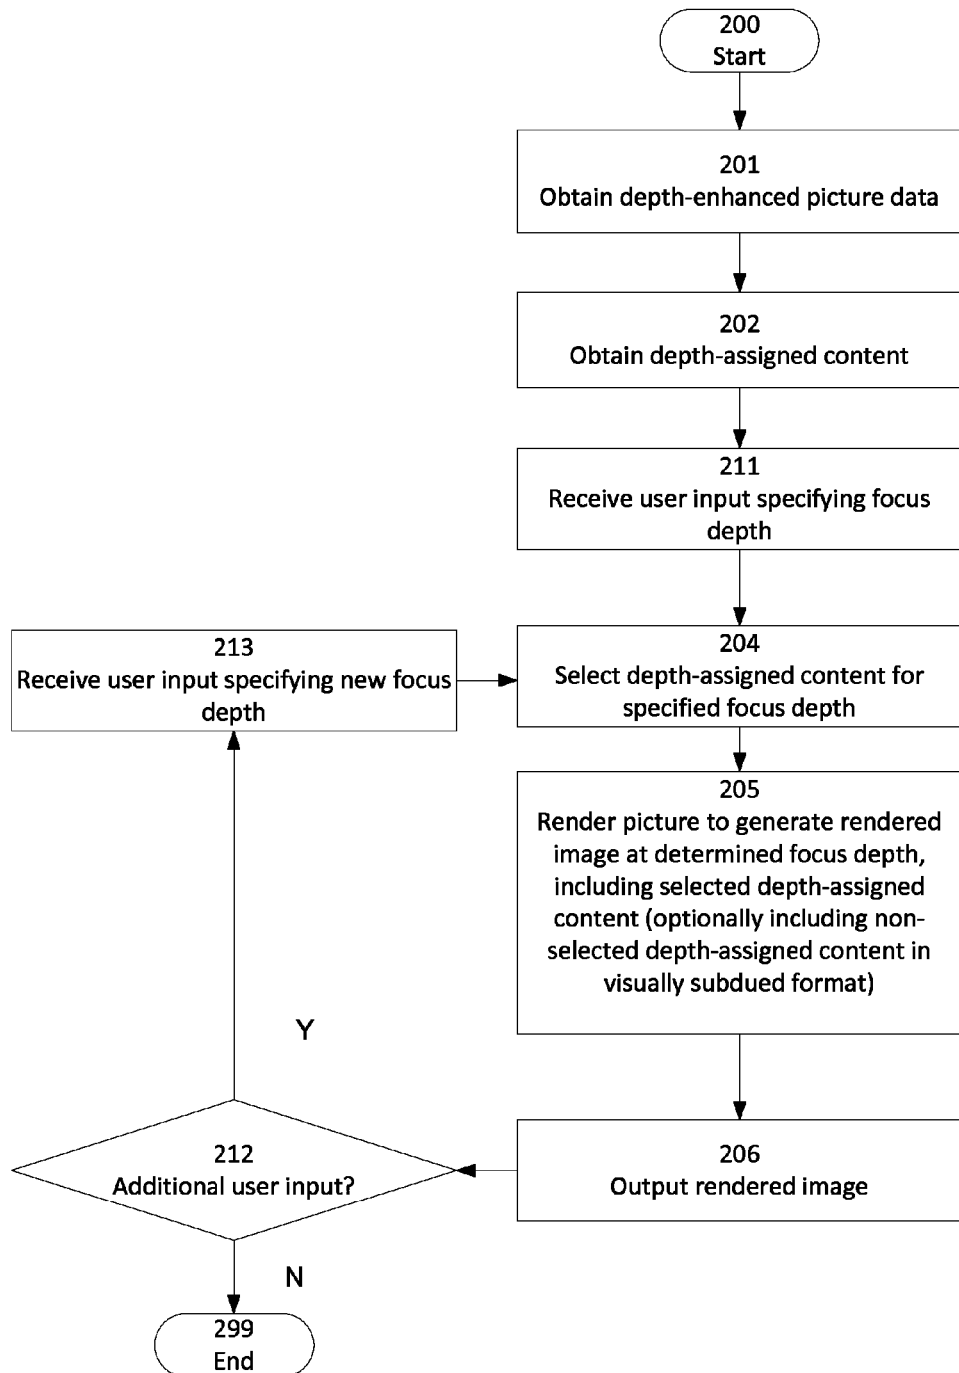 200
Start
201
Obtain depth-enhanced picture data
202
Obtain depth-assigned content
211
Receive user input specifying focus
depth
213
Receive user input specifying new focus
depth
204
Select depth-assigned content for
specified focus depth
205
Render picture to generate rendered
image at determined focus depth,
including selected depth-assigned
content (optionally including non-
selected depth-assigned content in
visually subdued format)
Y
212
Additional user input?
206
Output rendered image
N
299
End